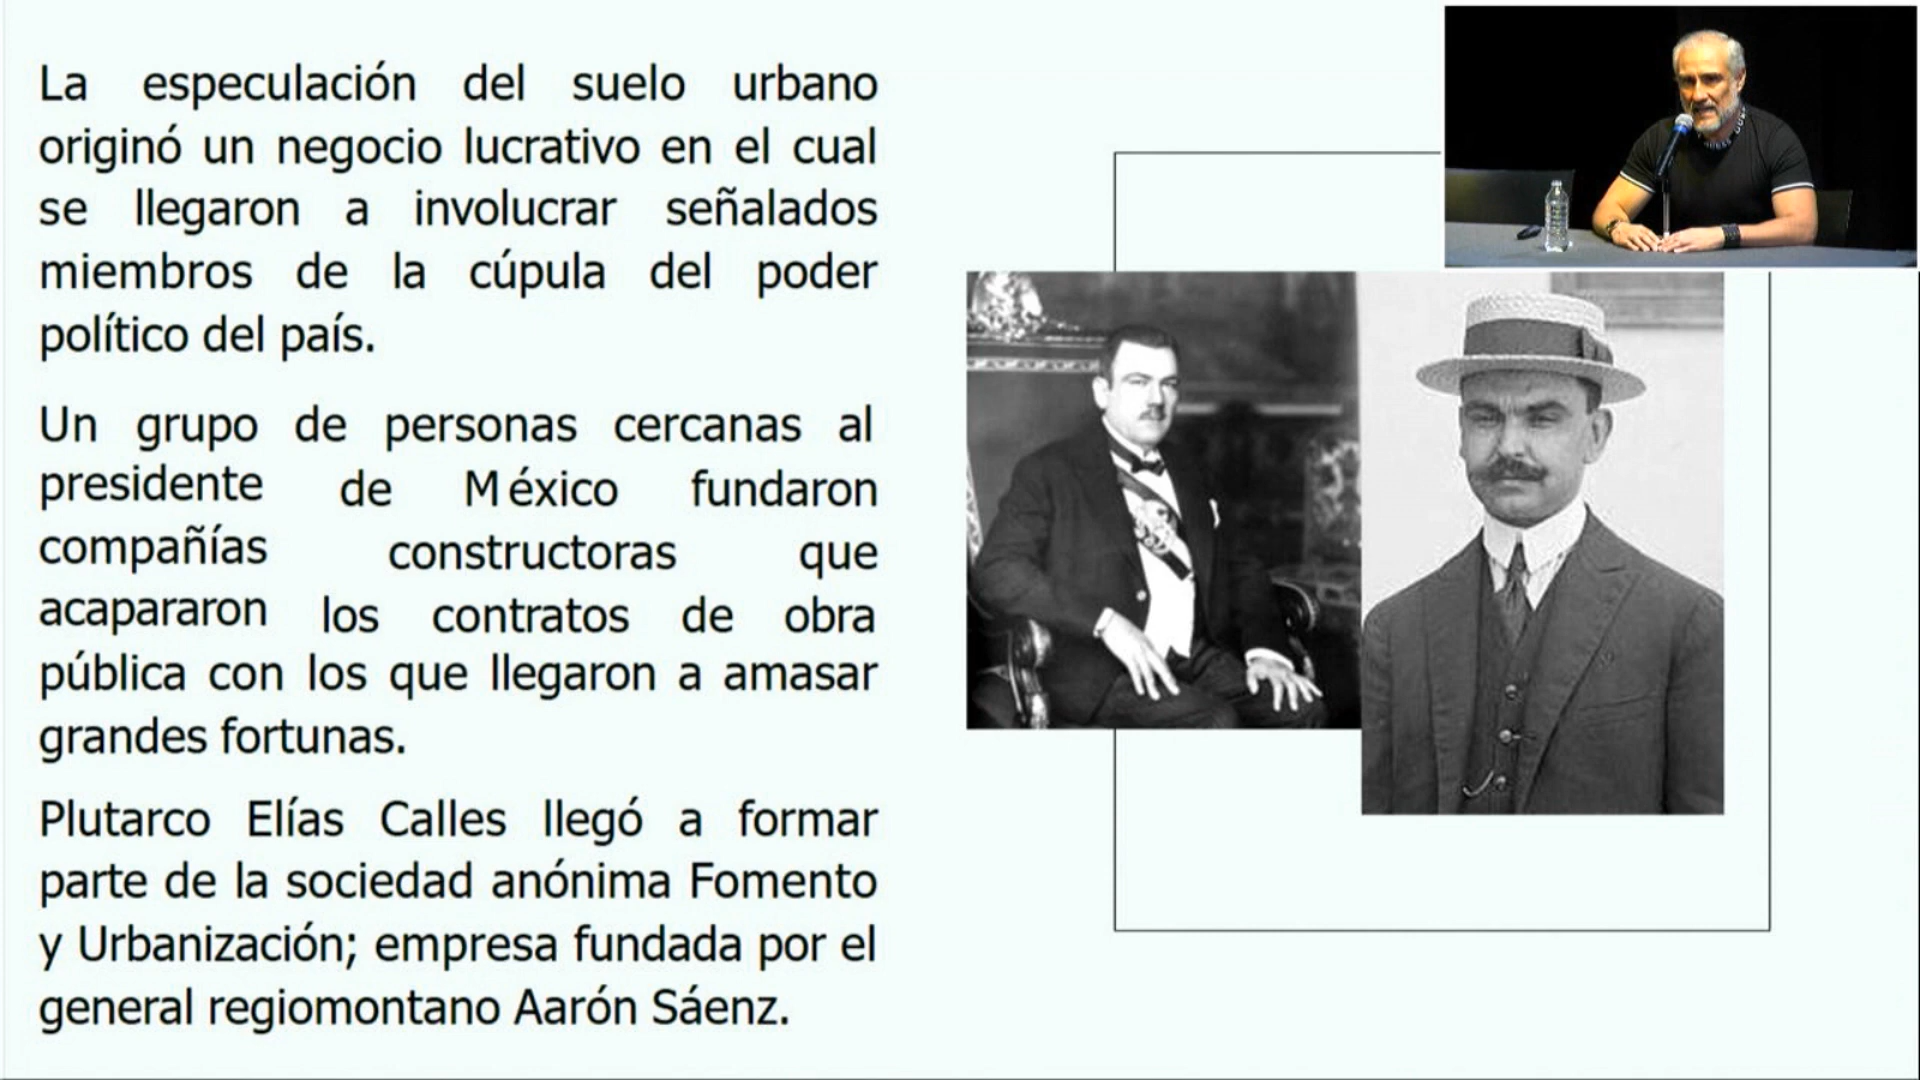 La especulación del suelo urbano
originó un negocio lucrativo en el cual
se llegaron a involucrar señalados
miembros de la cúpula del poder
político del país.
Un grupo de personas cercanas al
presidente de México fundaron
compañías constructoras que
acapararon los contratos de obra
pública con los que llegaron a amasar
grandes fortunas.
Plutarco Elías Calles llegó a formar
parte de la sociedad anónima Fomento
y Urbanización; empresa fundada por el
general regiomontano Aarón Sáenz.